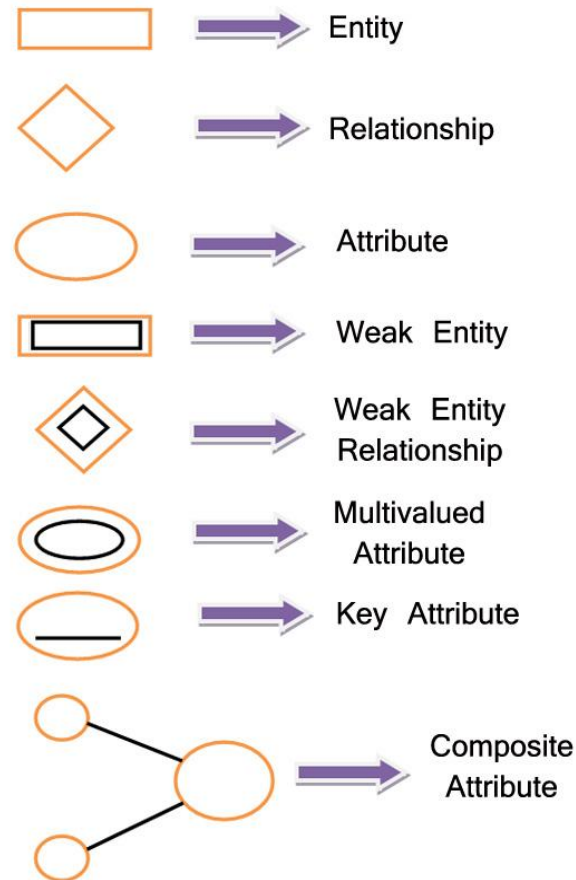 Entity
Relationship
Attribute
Weak Entity
Weak Entity
Relationship
Multivalued
Attribute
Key Attribute
Composite
Attribute